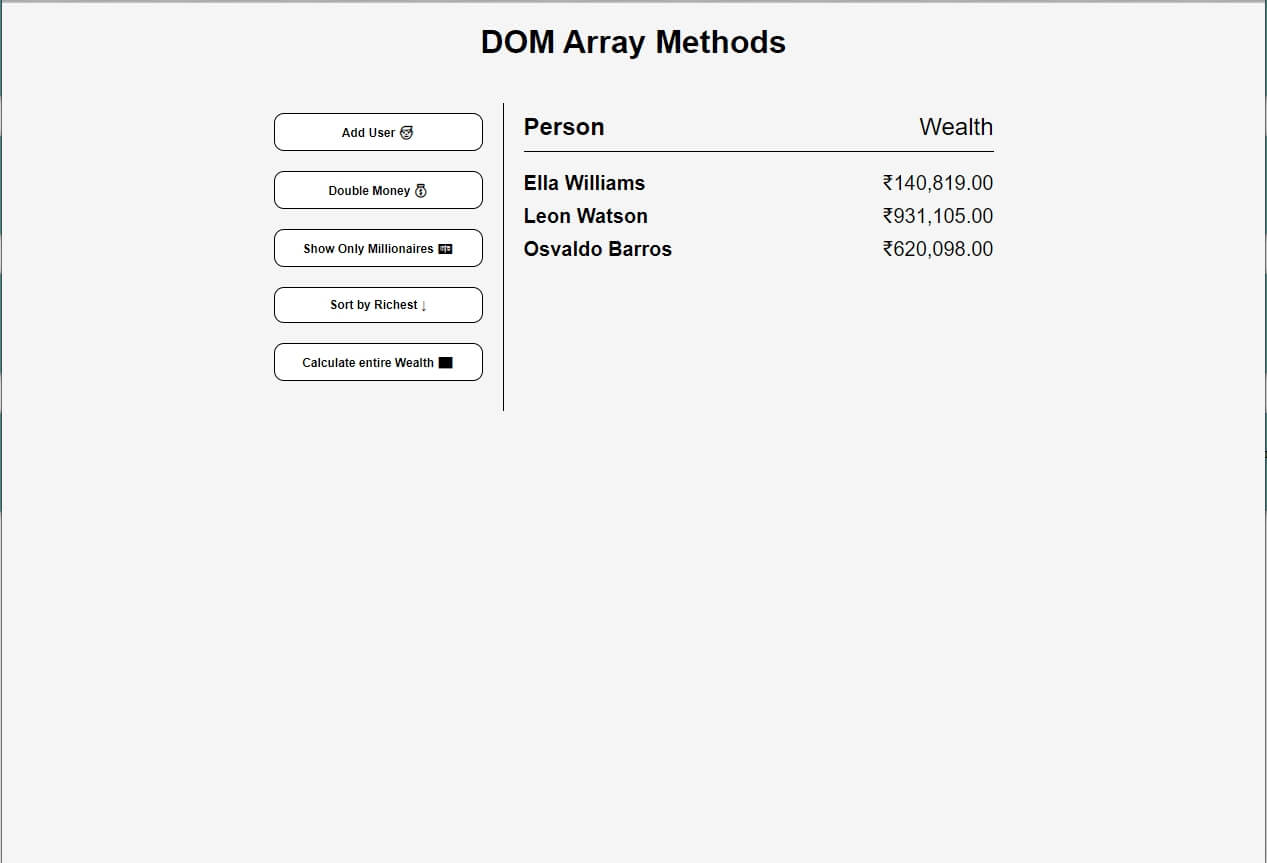 DOM Array Methods
Add User
Double Money
Show Only Millionaires
Sort by Richest ↓
Calculate entire Wealth
Person Wealth
Ella Williams ₹140,819.00
Leon Watson ₹931,105.00
Osvaldo Barros ₹620,098.00